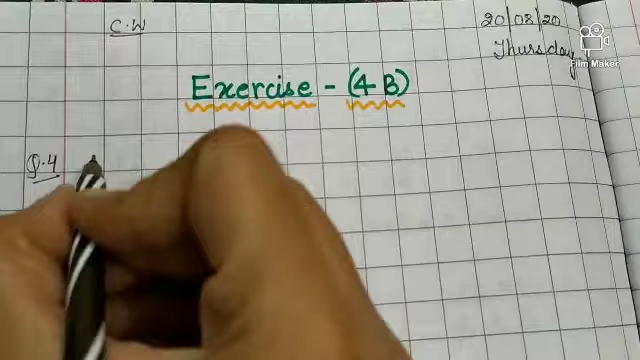 C.W
20/08/20
Thursday
Film Maker
Exercise - (4 B)
Q.4